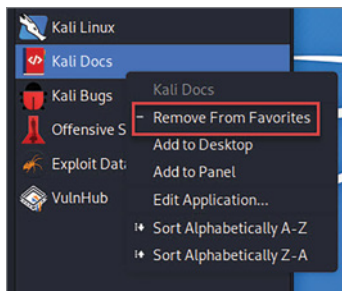 Kali Linux
Kali Docs
Kali Bugs
Offensive S
Exploit Data
VulnHub
Kali Docs
Remove From Favorites
Add to Desktop
Add to Panel
Edit Application...
Sort Alphabetically A-Z
Sort Alphabetically Z-A